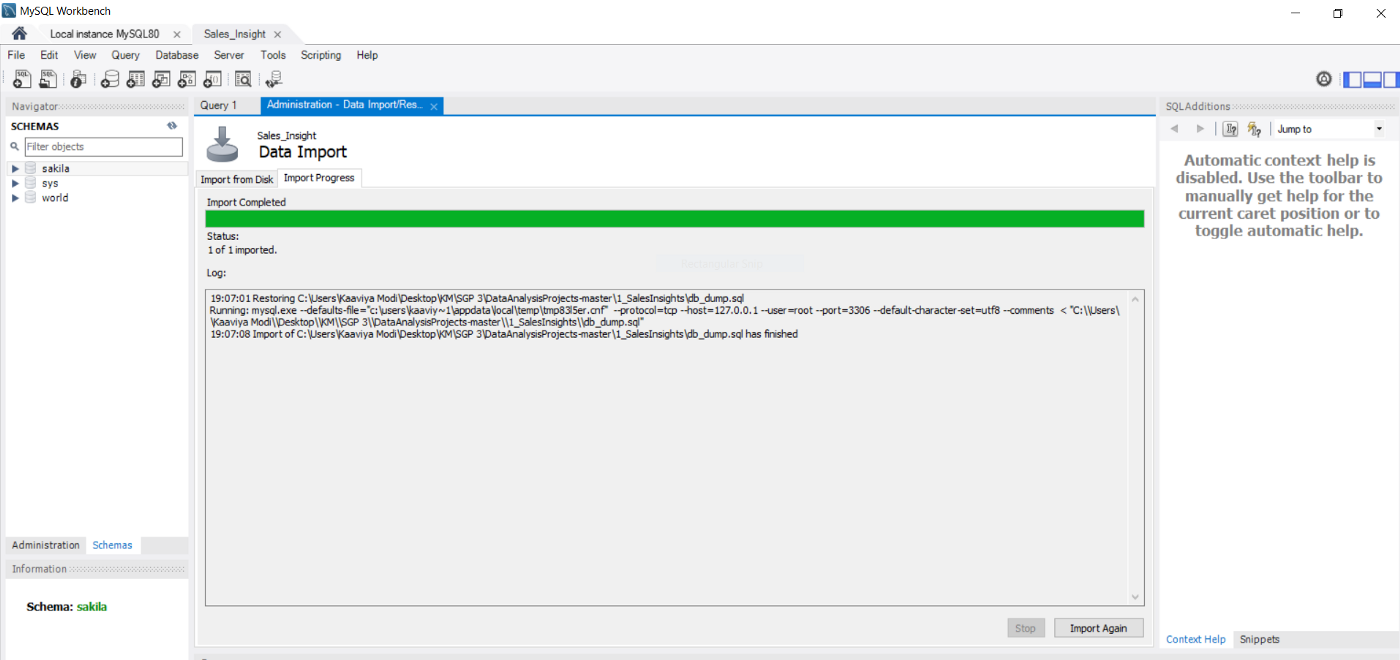 MySQL Workbench
Local instance MySQL80
Sales_Insight
File Edit View Query Database Server Tools Scripting Help
Navigator
SCHEMAS
Filter objects
sakila
sys
world
Administration Schemas
Information
Schema: sakila
Query 1
Administration - Data Import/Res...
Sales_Insight
Data Import
Import from Disk
Import Progress
Import Completed
Status:
1 of 1 imported.
Log:
19:07:01 Restoring C:\Users\Kaaviya Modi\Desktop\KM\SGP 3\DataAnalysisProjects-master\1_SalesInsights\db_dump.sql
Running: mysql.exe --defaults-file="c:\users\kaaviy~1\appdata\local\temp\tmp83l5er.cnf" --protocol=tcp --host=127.0.0.1 --user=root --port=3306 --default-character-set=utf8 --comments < "C:\\Users\
\Kaaviya Modi\\Desktop\\KM\\SGP 3\\DataAnalysisProjects-master\\1_SalesInsights\\db_dump.sql"
19:07:08 Import of C:\Users\Kaaviya Modi\Desktop\KM\SGP 3\DataAnalysisProjects-master\1_SalesInsights\db_dump.sql has finished
Stop
Import Again
SQLAdditions
Jump to
Automatic context help is
disabled. Use the toolbar to
manually get help for the
current caret position or to
toggle automatic help.
Context Help Snippets